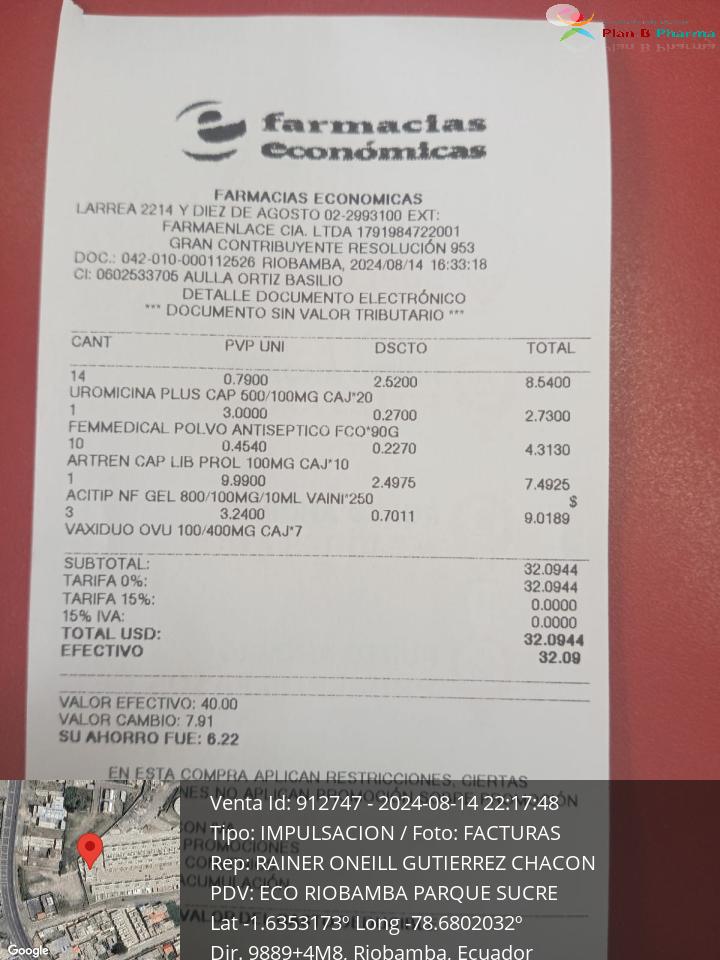 Plan B Pharma
farmacias
económicas
FARMACIAS ECONOMICAS
LARREA 2214 Y DIEZ DE AGOSTO 02-2993100 EXT:
FARMAENLACE CIA. LTDA 1791984722001
GRAN CONTRIBUYENTE RESOLUCIÓN 953
DOC.: 042-010-000112526 RIOBAMBA, 2024/08/14 16:33:18
CI: 0602533705 AULLA ORTIZ BASILIO
DETALLE DOCUMENTO ELECTRÓNICO
*** DOCUMENTO SIN VALOR TRIBUTARIO ***
CANT PVP UNI DSCTO TOTAL
14 0.7900 2.5200 8.5400
UROMICINA PLUS CAP 500/100MG CAJ*20
1 3.0000 0.2700 2.7300
FEMMEDICAL POLVO ANTISEPTICO FCO*90G
10 0.4540 0.2270 4.3130
ARTREN CAP LIB PROL 100MG CAJ*10
1 9.9900 2.4975 7.4925
ACITIP NF GEL 800/100MG/10ML VAINI*250 $
3 3.2400 0.7011 9.0189
VAXIDUO OVU 100/400MG CAJ*7
SUBTOTAL: 32.0944
TARIFA 0%: 32.0944
TARIFA 15%: 0.0000
15% IVA: 0.0000
TOTAL USD: 32.0944
EFECTIVO 32.09
VALOR EFECTIVO: 40.00
VALOR CAMBIO: 7.91
SU AHORRO FUE: 6.22
EN ESTA COMPRA APLICAN RESTRICCIONES, CIERTAS
PROMOCIONES
Venta Id: 912747 - 2024-08-14 22:17:48
Tipo: IMPULSACION / Foto: FACTURAS
Rep: RAINER ONEILL GUTIERREZ CHACON
PDV: ECO RIOBAMBA PARQUE SUCRE
Lat -1.6353173º Long -78.6802032º
Dir. 9889+4M8, Riobamba, Ecuador
Google